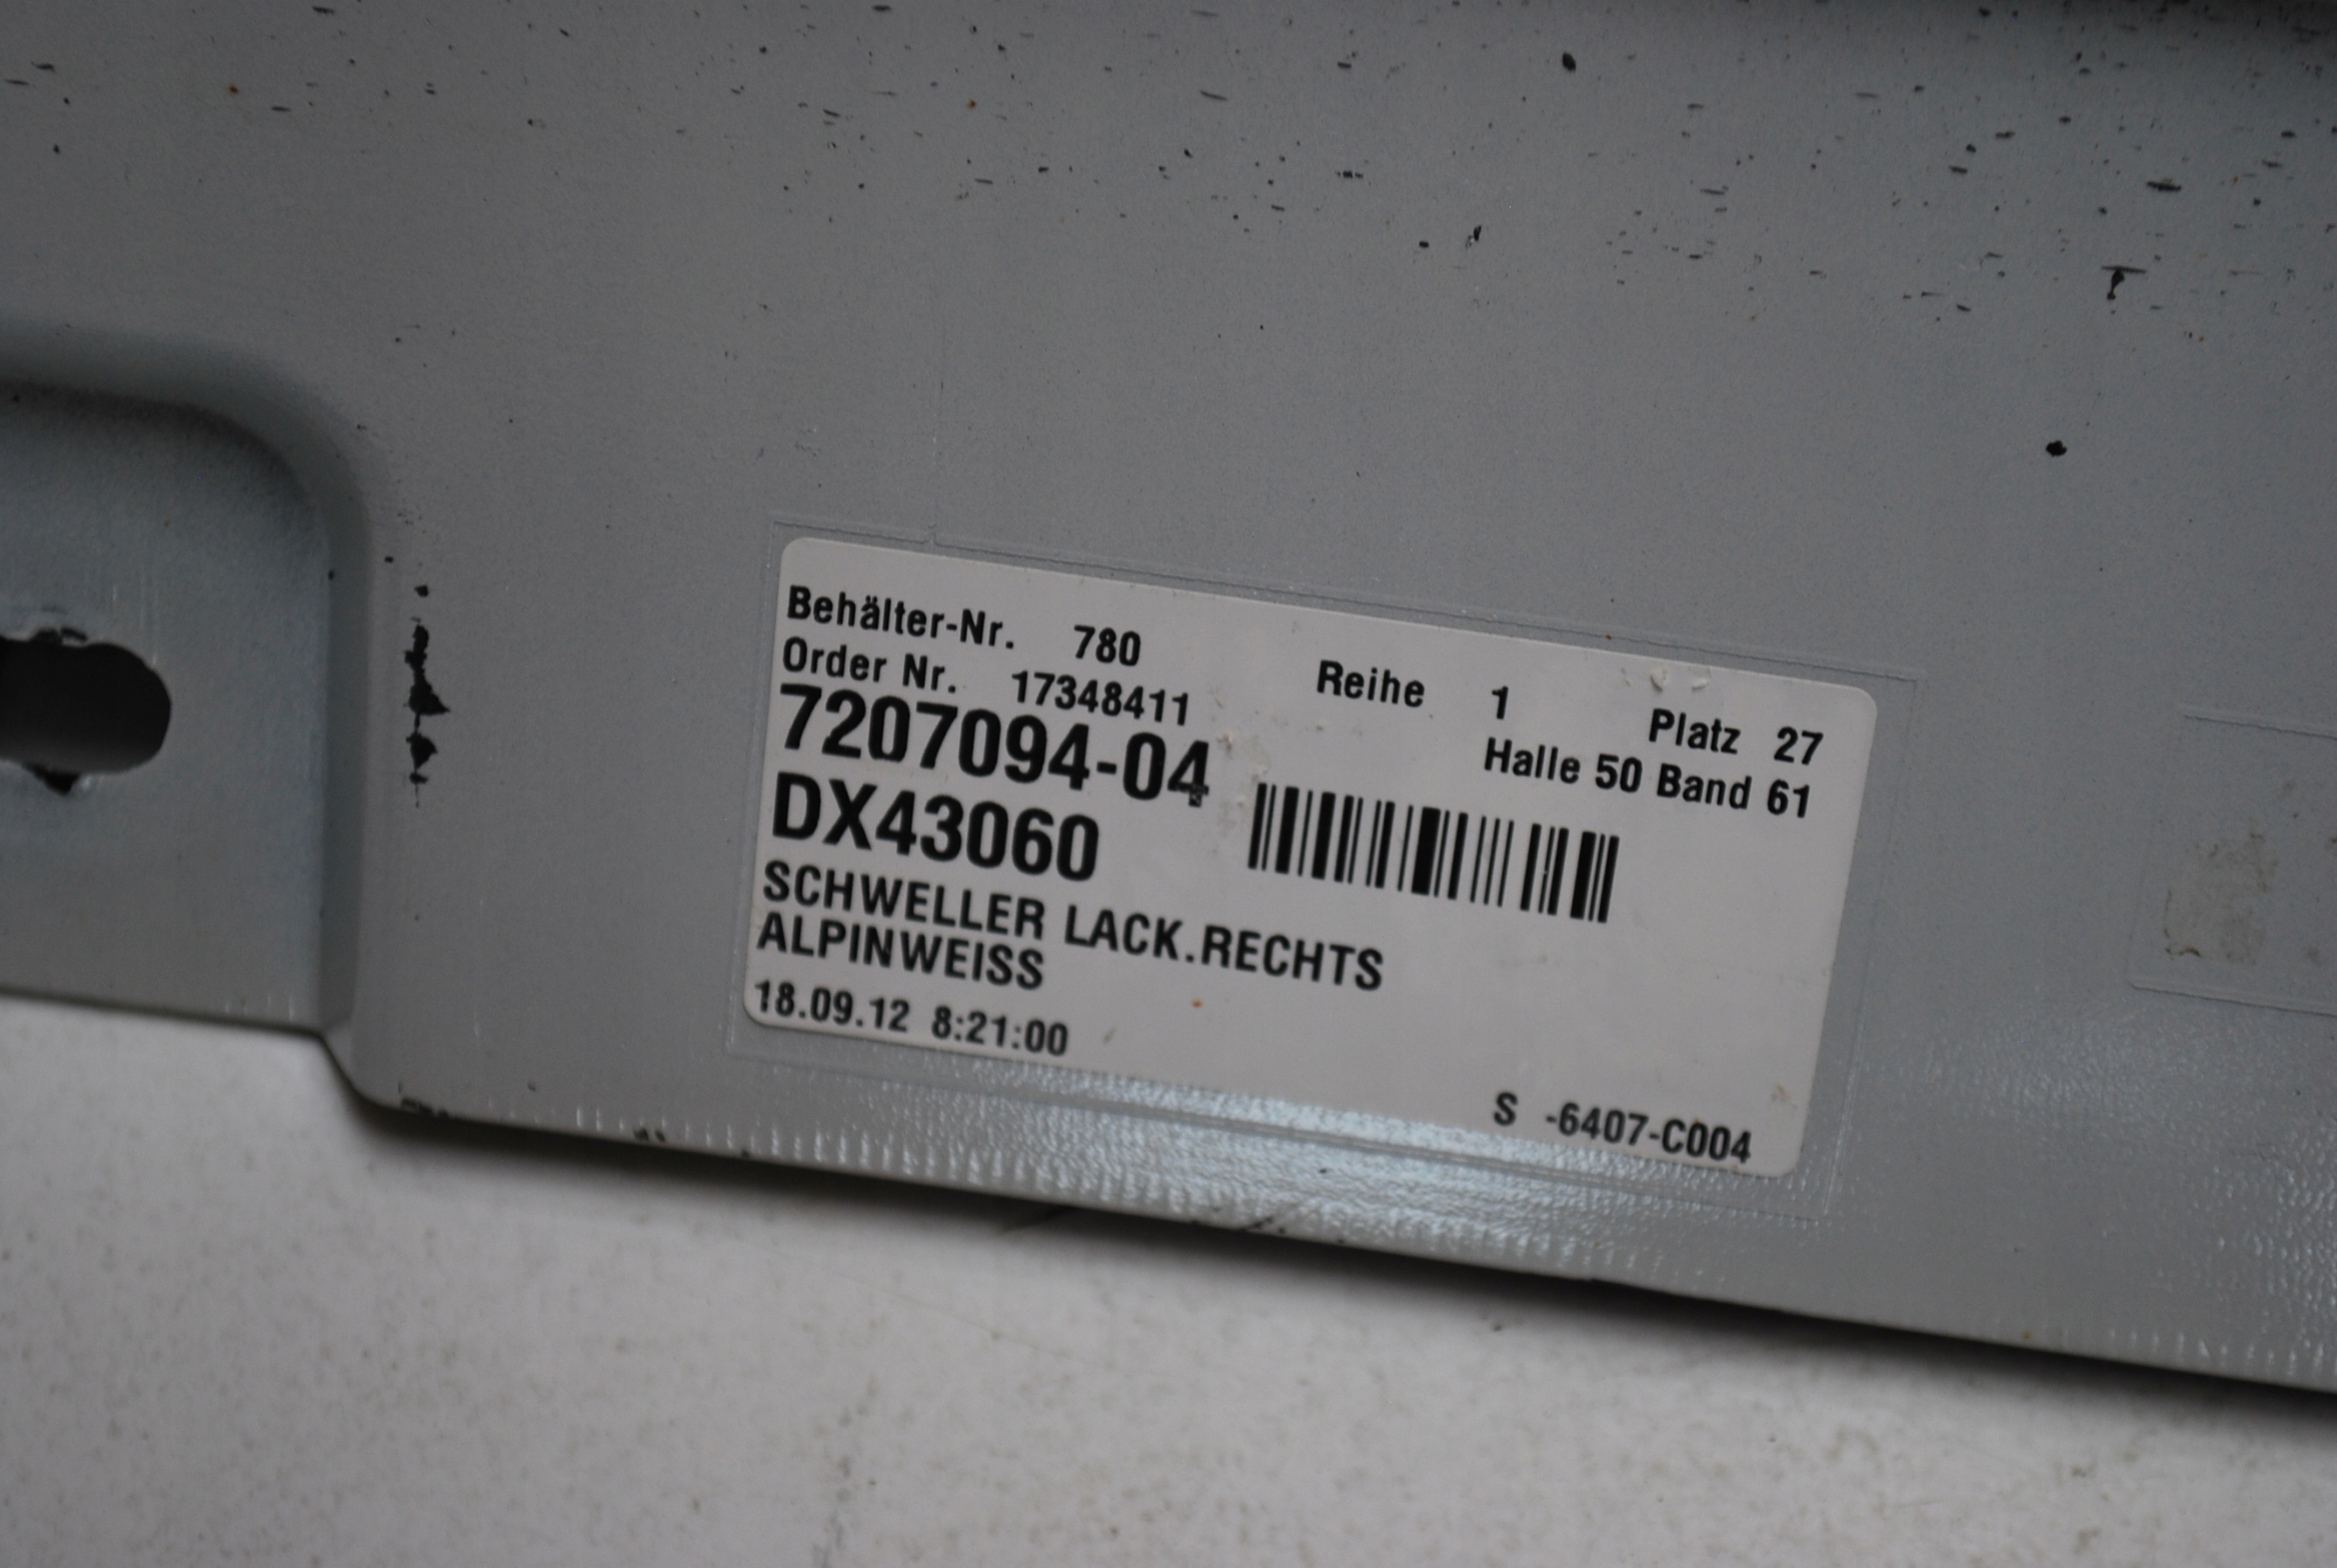 Behälter-Nr. 780 Reihe 1 Platz 27
Order Nr. 17348411 Halle 50 Band 61
7207094-04
DX43060
SCHWELLER LACK.RECHTS
ALPINWEISS
18.09.12 8:21:00
S -6407-C004